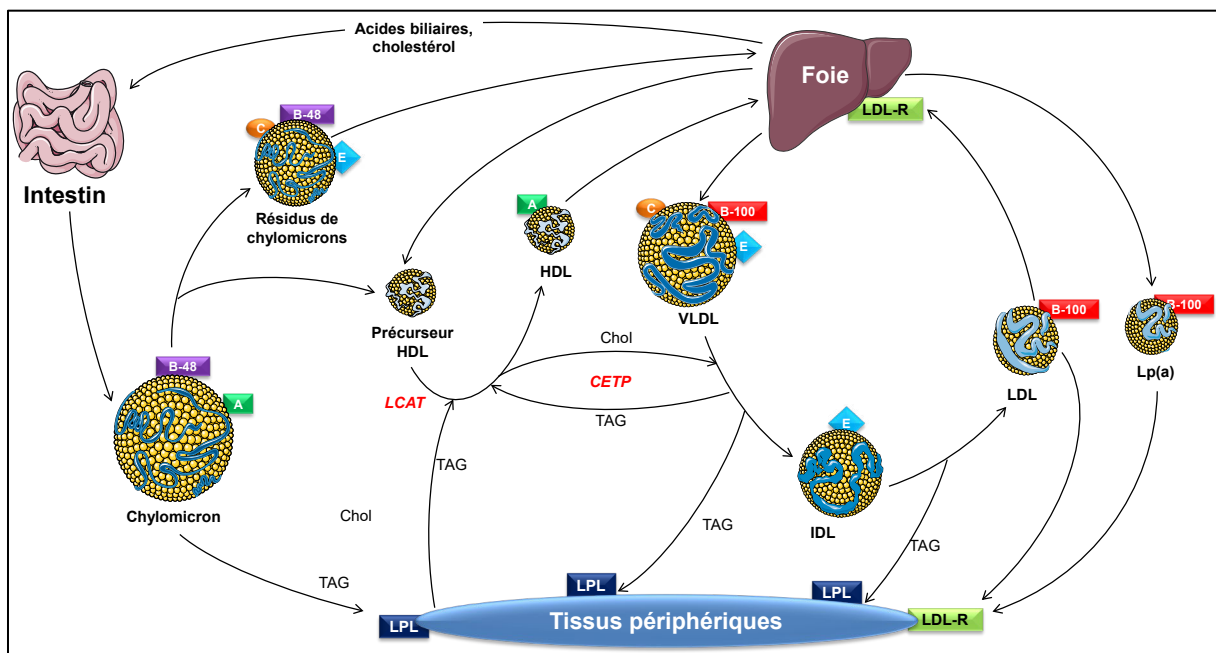 Acides biliaires,
cholestérol
Foie
LDL-R
Intestin
B-48
C
E
Résidus de
chylomicrons
A
HDL
C
B-100
E
VLDL
Précurseur
HDL
B-100
LDL
B-100
Lp(a)
B-48
A
Chylomicron
LCAT
Chol
CETP
TAG
E
IDL
TAG
Chol
TAG
TAG
TAG
LPL
LPL
LPL
Tissus périphériques
LDL-R